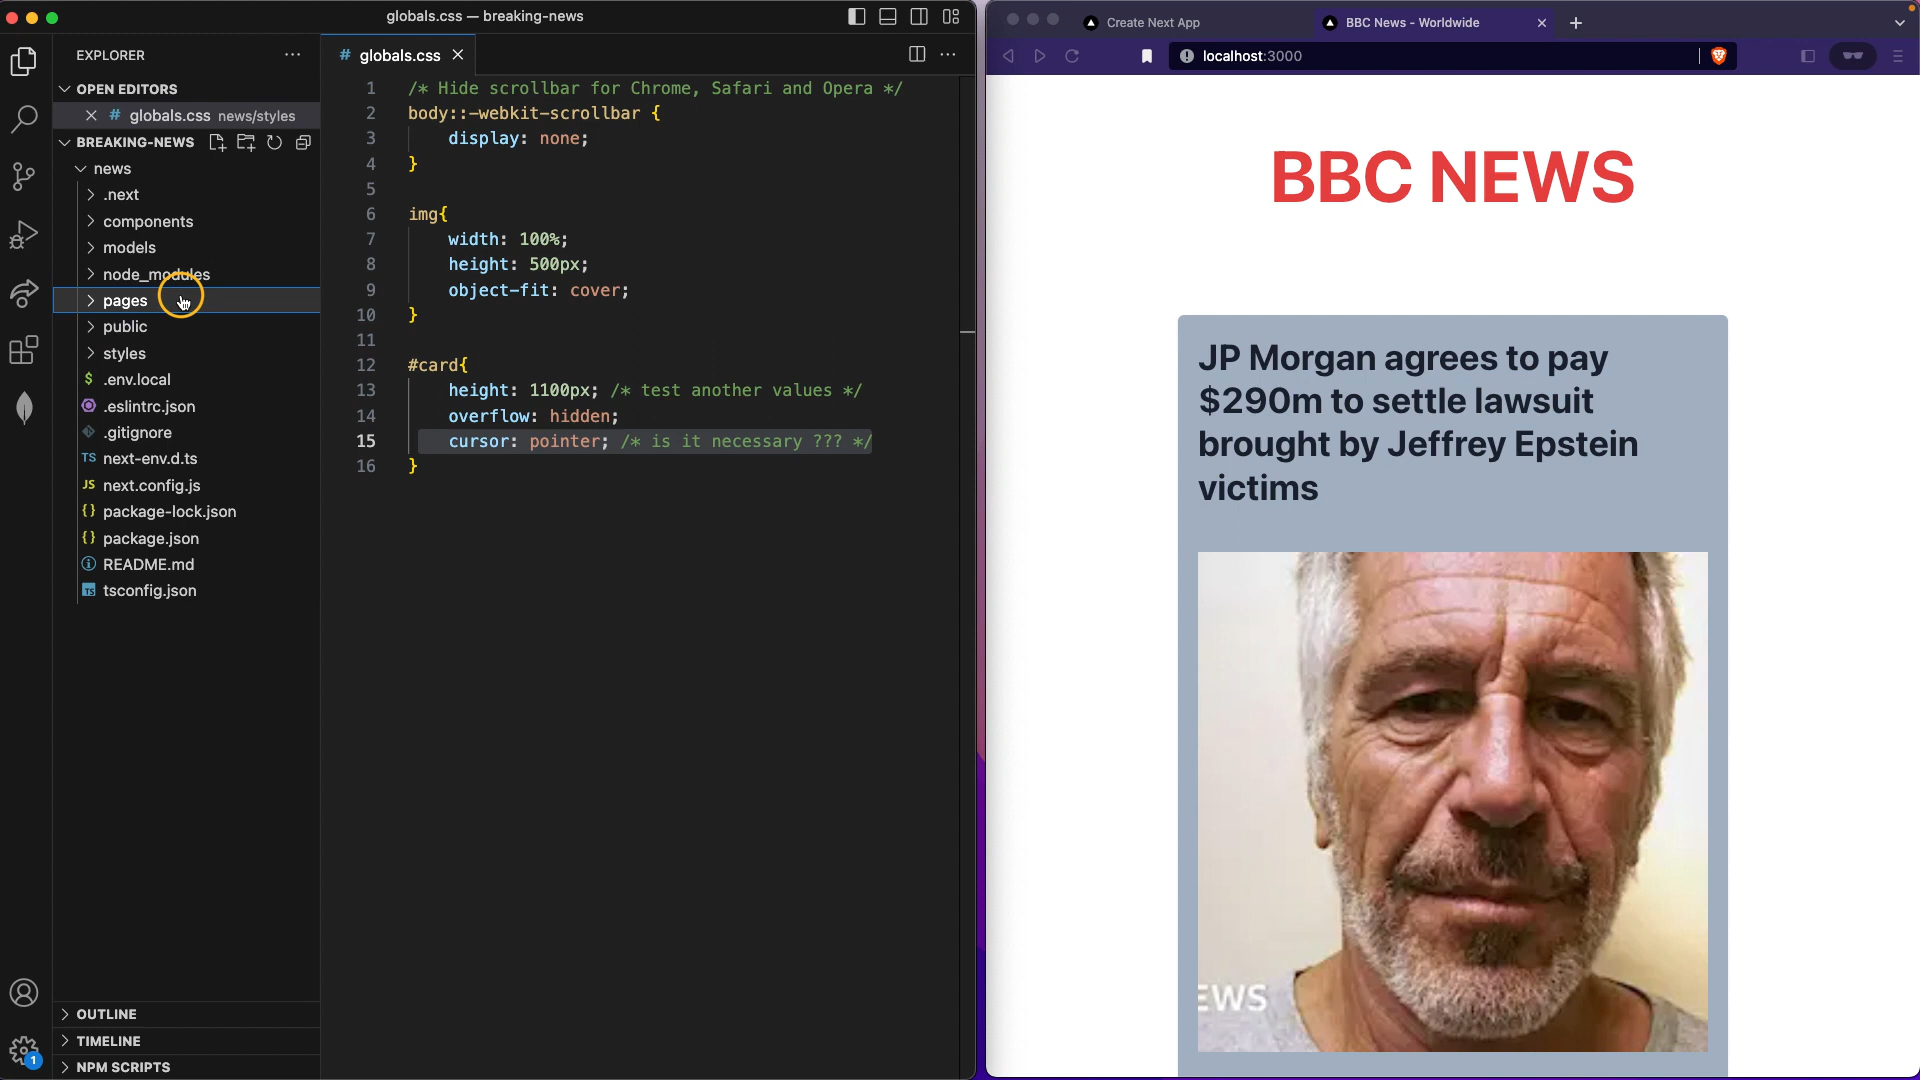 globals.css — breaking-news
EXPLORER
OPEN EDITORS
# globals.css news/styles
BREAKING-NEWS
news
.next
components
models
node_modules
pages
public
styles
$ .env.local
.eslintrc.json
.gitignore
TS next-env.d.ts
JS next.config.js
{} package-lock.json
{} package.json
README.md
TS tsconfig.json
OUTLINE
TIMELINE
NPM SCRIPTS
1
# globals.css
1 /* Hide scrollbar for Chrome, Safari and Opera */
2 body::-webkit-scrollbar {
3 display: none;
4 }
5
6 img{
7 width: 100%;
8 height: 500px;
9 object-fit: cover;
10 }
11
12 #card{
13 height: 1100px; /* test another values */
14 overflow: hidden;
15 cursor: pointer; /* is it necessary ??? */
16 }
Create Next App
BBC News - Worldwide
localhost:3000
BBC NEWS
JP Morgan agrees to pay
$290m to settle lawsuit
brought by Jeffrey Epstein
victims
EWS